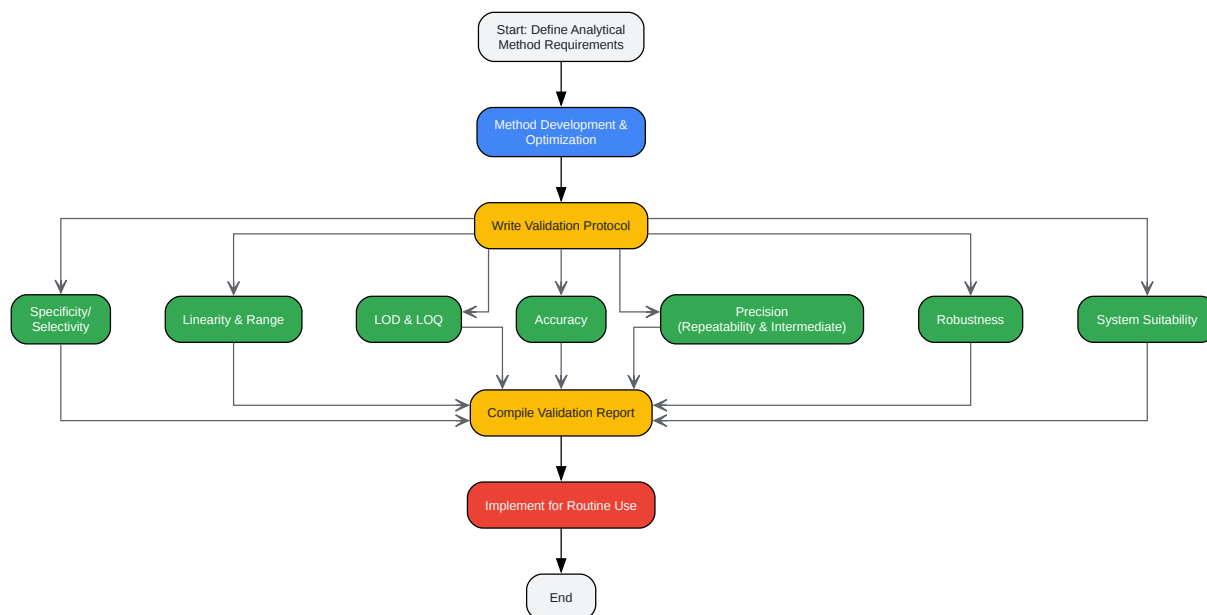 Start: Define Analytical
Method Requirements
Method Development &
Optimization
Write Validation Protocol
Specificity/
Selectivity
Linearity & Range
LOD & LOQ
Accuracy
Precision
(Repeatability & Intermediate)
Robustness
System Suitability
Compile Validation Report
Implement for Routine Use
End